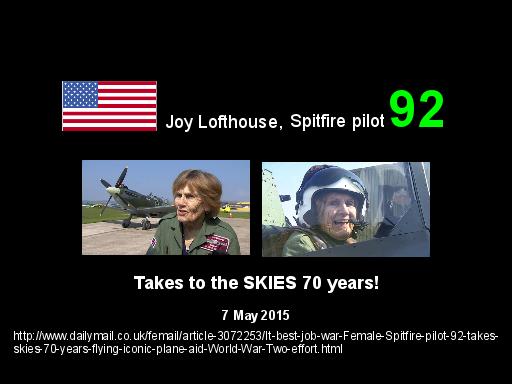 Joy Lofthouse, Spitfire pilot 92
Takes to the SKIES 70 years!
7 May 2015
http://www.dailymail.co.uk/femail/article-3072253/It-best-job-war-Female-Spitfire-pilot-92-takes-
skies-70-years-flying-iconic-plane-aid-World-War-Two-effort.html